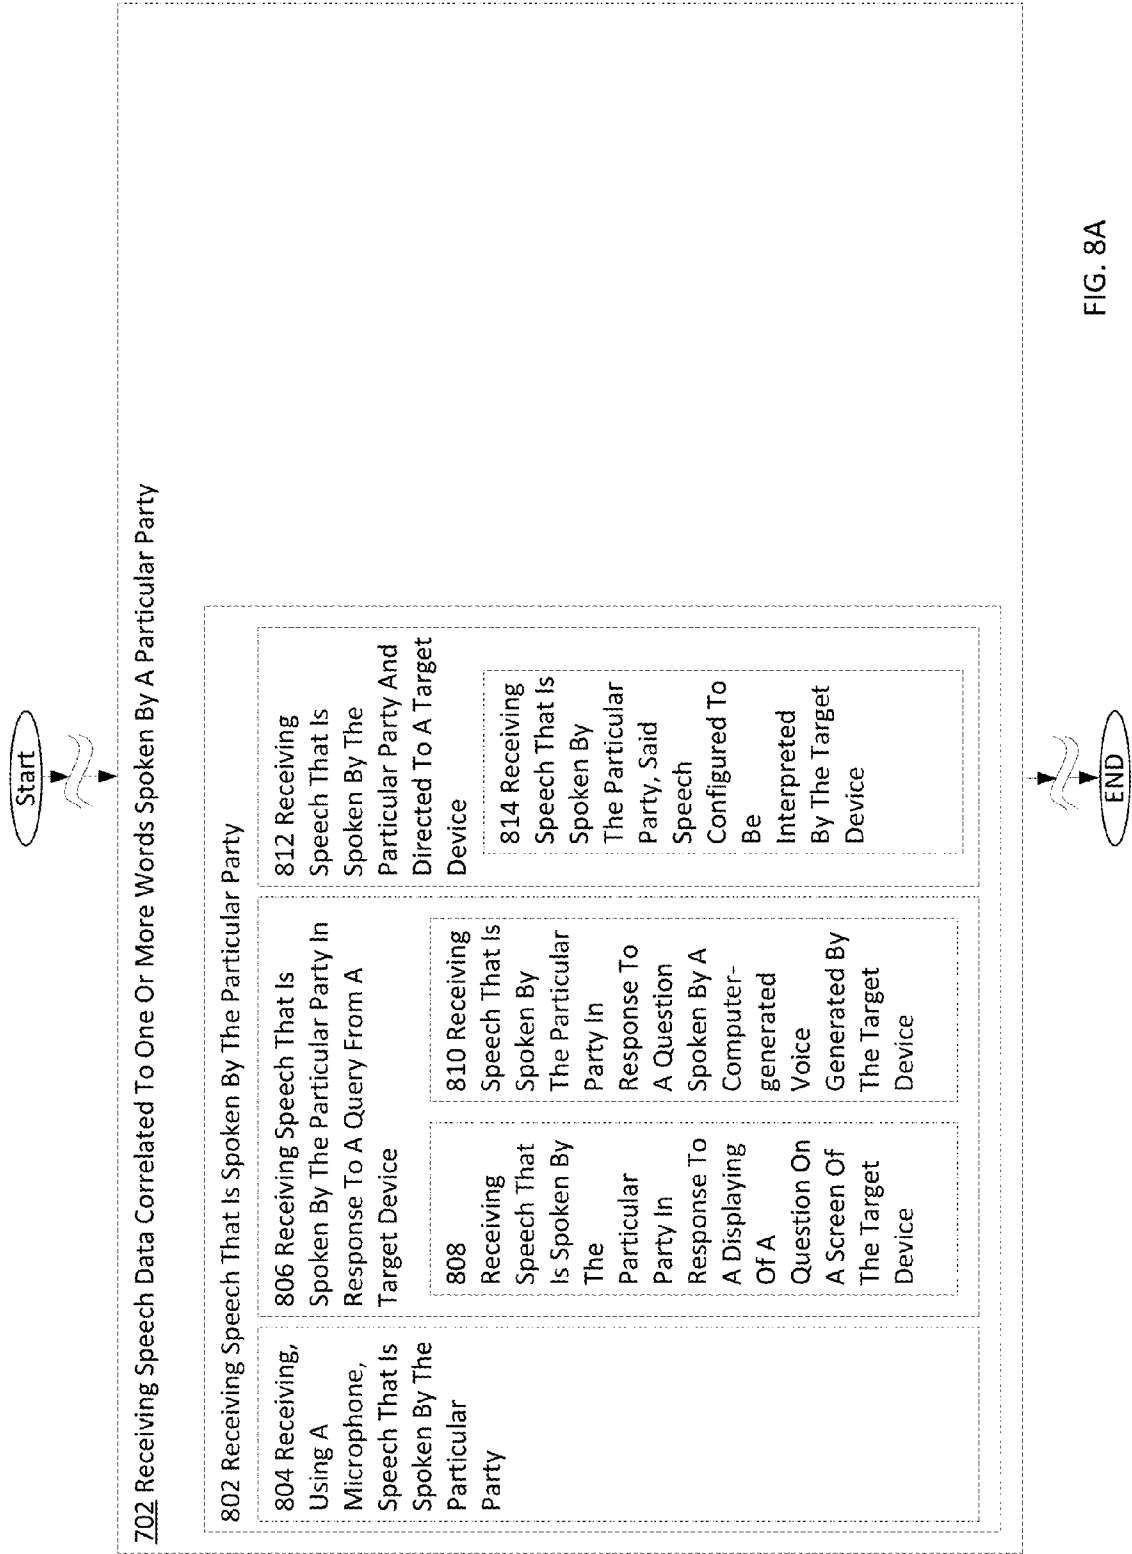 Start
702 Receiving Speech Data Correlated To One Or More Words Spoken By A Particular Party
802 Receiving Speech That Is Spoken By The Particular Party
804 Receiving,
Using A
Microphone,
Speech That Is
Spoken By The
Particular
Party
806 Receiving Speech That Is
Spoken By The Particular Party In
Response To A Query From A
Target Device
808
Receiving
Speech That
Is Spoken By
The
Particular
Party In
Response To
A Displaying
Of A
Question On
A Screen Of
The Target
Device
810 Receiving
Speech That Is
Spoken By
The Particular
Party In
Response To
A Question
Spoken By A
Computer-
generated
Voice
Generated By
The Target
Device
812 Receiving
Speech That Is
Spoken By The
Particular Party And
Directed To A Target
Device
814 Receiving
Speech That Is
Spoken By
The Particular
Party, Said
Speech
Configured To
Be
Interpreted
By The Target
Device
END
FIG. 8A